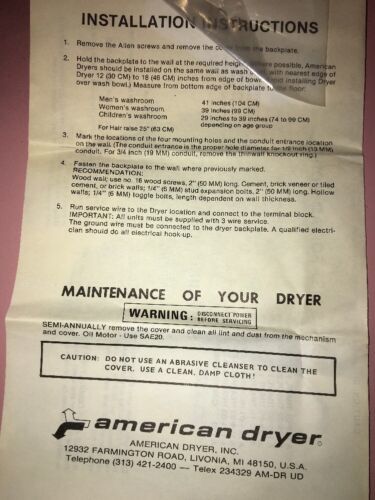 INSTALLATION INSTRUCTIONS
1. Remove the Allen screws and remove the cover from the backplate.
2. Hold the backplate to the wall at the required height. Where possible, American
Dryers should be installed on the same wall as wash bowl with nearest edge of
Dryer 12 (30 CM) to 18 (46 CM) inches from edge of bowl. (Avoid installing Dryer
over wash bowl.) Measure from bottom edge of backplate to the floor:
Men's washroom 41 inches (104 CM)
Women's washroom 39 inches (99 CM)
Children's washroom 29 inches to 39 inches (74 to 99 CM)
depending on age group
For Hair raise 25" (63 CM)
3. Mark the locations of the four mounting holes and the conduit entrance location
on the wall (The conduit entrance is the proper hole diameter for 1/2 inch (13 MM)
conduit. For 3/4 inch (19 MM) conduit, remove the thinwall knockout ring.)
4. Fasten the backplate to the wall where previously marked.
RECOMMENDATION:
Wood wall; use no. 16 wood screws, 2" (50 MM) long. Cement, brick veneer or tiled
cement, or brick walls; 1/4" (6 MM) stud expansion bolts, 2" (50 MM) long. Hollow
walls; 1/4" (6 MM) toggle bolts, length dependent on wall thickness.
5. Run service wire to the Dryer location and connect to the terminal block.
IMPORTANT: All units must be supplied with 3 wire service.
The ground wire must be connected to the dryer backplate. A qualified electri-
cian should do all electrical hook-up.
MAINTENANCE OF YOUR DRYER
WARNING: DISCONNECT POWER
BEFORE SERVICING
SEMI-ANNUALLY remove the cover and clean all lint and dust from the mechanism
and cover. Oil Motor - Use SAE20.
CAUTION: DO NOT USE AN ABRASIVE CLEANSER TO CLEAN THE
COVER. USE A CLEAN, DAMP CLOTH!
american dryer
AMERICAN DRYER, INC.
12932 FARMINGTON ROAD, LIVONIA, MI 48150, U.S.A.
Telephone (313) 421-2400 — Telex 234329 AM-DR UD